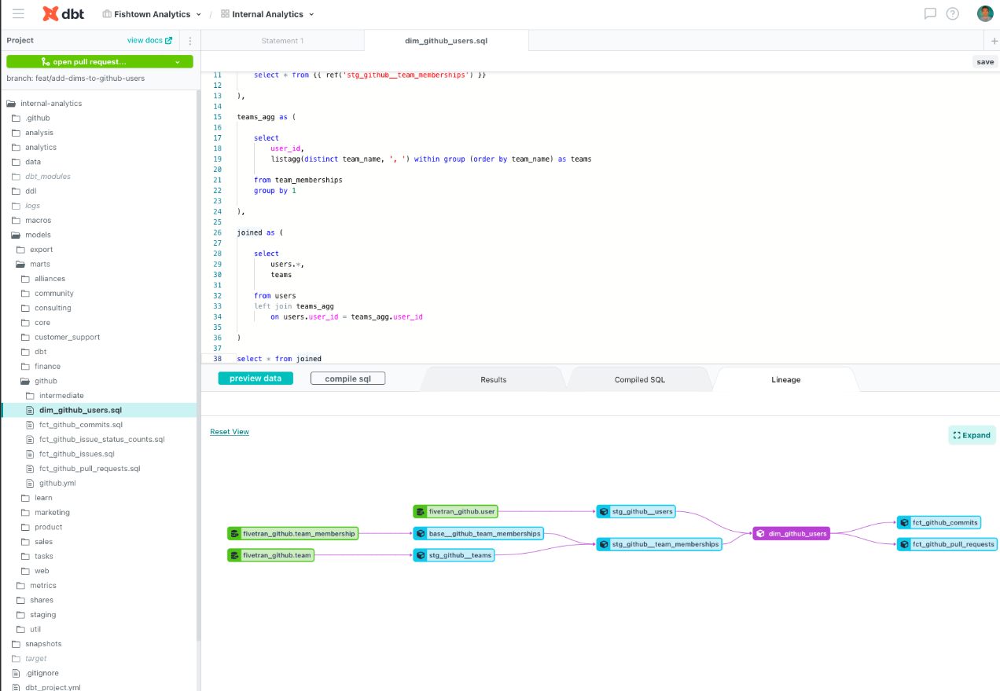 dbt
Fishtown Analytics / Internal Analytics
Project view docs
open pull request...
branch: feat/add-dims-to-github-users
internal-analytics
.github
analysis
analytics
data
dbt_modules
ddl
logs
macros
models
export
marts
alliances
community
consulting
core
customer_support
dbt
finance
github
intermediate
dim_github_users.sql
fct_github_commits.sql
fct_github_issue_status_counts.sql
fct_github_issues.sql
fct_github_pull_requests.sql
github.yml
learn
marketing
product
sales
tasks
web
metrics
shares
staging
util
snapshots
target
.gitignore
dbt_project.yml
Statement 1 dim_github_users.sql +
save
11 select * from {{ ref('stg_github__team_memberships') }}
12
13 ),
14
15 teams_agg as (
16
17 select
18 user_id,
19 listagg(distinct team_name, ', ') within group (order by team_name) as teams
20
21 from team_memberships
22 group by 1
23
24 ),
25
26 joined as (
27
28 select
29 users.*,
30 teams
31
32 from users
33 left join teams_agg
34 on users.user_id = teams_agg.user_id
35
36 )
37
38 select * from joined
preview data compile sql Results Compiled SQL Lineage
Reset View Expand
fivetran_github.user stg_github__users
fct_github_commits
fivetran_github.team_membership base__github_team_memberships dim_github_users
stg_github__team_memberships fct_github_pull_requests
fivetran_github.team stg_github__teams